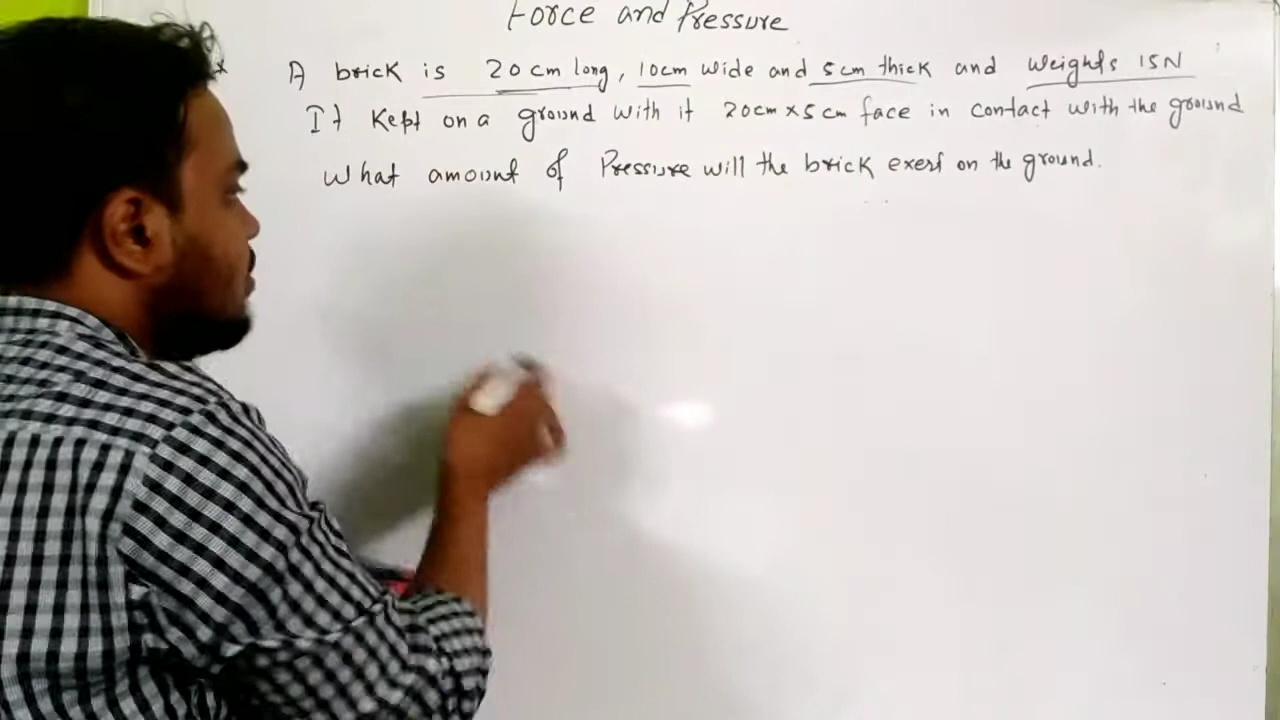 Force and Pressure
A brick is 20 cm long, 10cm wide and 5cm thick and weights 15N
It kept on a ground with it 20cm x 5 cm face in contact with the ground
What amount of Pressure will the brick exert on the ground.